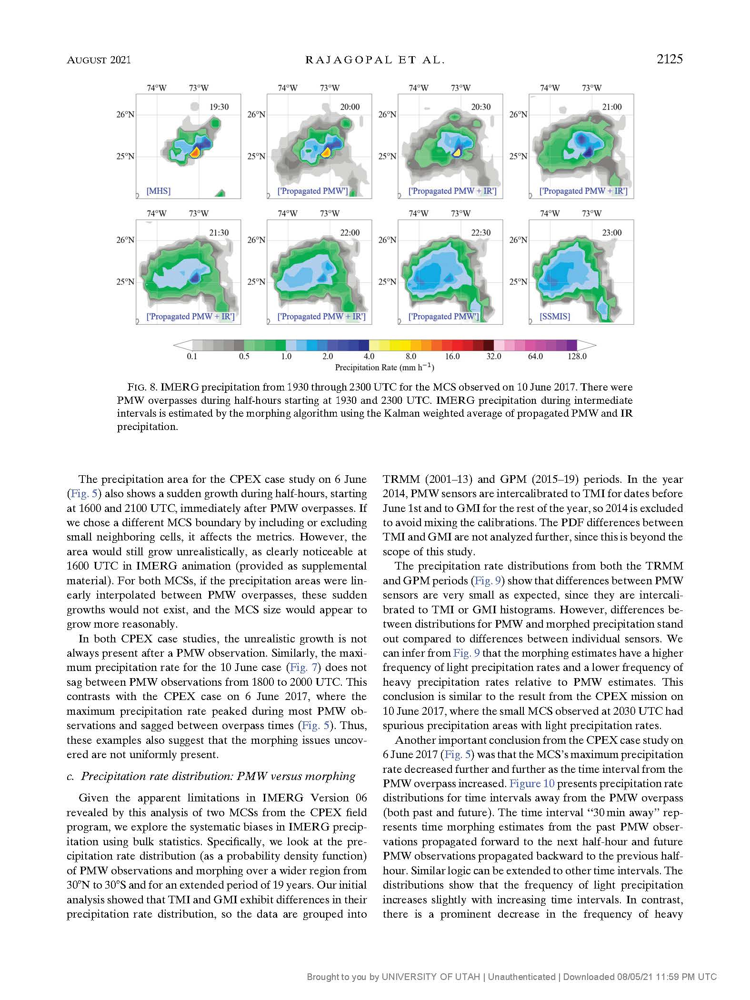 AUGUST 2021 RAJAGOPAL ET AL. 2125
74°W 73°W 74°W 73°W 74°W 73°W 74°W 73°W
19:30 20:00 20:30 21:00
26°N 26°N 26°N 26°N
25°N 25°N 25°N 25°N
[MHS] ['Propagated PMW'] ['Propagated PMW + IR'] ['Propagated PMW + IR']
74°W 73°W 74°W 73°W 74°W 73°W 74°W 73°W
21:30 22:00 22:30 23:00
26°N 26°N 26°N 26°N
25°N 25°N 25°N 25°N
['Propagated PMW + IR'] ['Propagated PMW + IR'] ['Propagated PMW'] [SSMIS]
0.1 0.5 1.0 2.0 4.0 8.0 16.0 32.0 64.0 128.0
Precipitation Rate (mm h⁻¹)
FIG. 8. IMERG precipitation from 1930 through 2300 UTC for the MCS observed on 10 June 2017. There were
PMW overpasses during half-hours starting at 1930 and 2300 UTC. IMERG precipitation during intermediate
intervals is estimated by the morphing algorithm using the Kalman weighted average of propagated PMW and IR
precipitation.
The precipitation area for the CPEX case study on 6 June
(Fig. 5) also shows a sudden growth during half-hours, starting
at 1600 and 2100 UTC, immediately after PMW overpasses. If
we chose a different MCS boundary by including or excluding
small neighboring cells, it affects the metrics. However, the
area would still grow unrealistically, as clearly noticeable at
1600 UTC in IMERG animation (provided as supplemental
material). For both MCSs, if the precipitation areas were lin-
early interpolated between PMW overpasses, these sudden
growths would not exist, and the MCS size would appear to
grow more reasonably.
In both CPEX case studies, the unrealistic growth is not
always present after a PMW observation. Similarly, the maxi-
mum precipitation rate for the 10 June case (Fig. 7) does not
sag between PMW observations from 1800 to 2000 UTC. This
contrasts with the CPEX case on 6 June 2017, where the
maximum precipitation rate peaked during most PMW ob-
servations and sagged between overpass times (Fig. 5). Thus,
these examples also suggest that the morphing issues uncov-
ered are not uniformly present.
c. Precipitation rate distribution: PMW versus morphing
Given the apparent limitations in IMERG Version 06
revealed by this analysis of two MCSs from the CPEX field
program, we explore the systematic biases in IMERG precip-
itation using bulk statistics. Specifically, we look at the pre-
cipitation rate distribution (as a probability density function)
of PMW observations and morphing over a wider region from
30°N to 30°S and for an extended period of 19 years. Our initial
analysis showed that TMI and GMI exhibit differences in their
precipitation rate distribution, so the data are grouped into
TRMM (2001–13) and GPM (2015–19) periods. In the year
2014, PMW sensors are intercalibrated to TMI for dates before
June 1st and to GMI for the rest of the year, so 2014 is excluded
to avoid mixing the calibrations. The PDF differences between
TMI and GMI are not analyzed further, since this is beyond the
scope of this study.
The precipitation rate distributions from both the TRMM
and GPM periods (Fig. 9) show that differences between PMW
sensors are very small as expected, since they are intercali-
brated to TMI or GMI histograms. However, differences be-
tween distributions for PMW and morphed precipitation stand
out compared to differences between individual sensors. We
can infer from Fig. 9 that the morphing estimates have a higher
frequency of light precipitation rates and a lower frequency of
heavy precipitation rates relative to PMW estimates. This
conclusion is similar to the result from the CPEX mission on
10 June 2017, where the small MCS observed at 2030 UTC had
spurious precipitation areas with light precipitation rates.
Another important conclusion from the CPEX case study on
6 June 2017 (Fig. 5) was that the MCS's maximum precipitation
rate decreased further and further as the time interval from the
PMW overpass increased. Figure 10 presents precipitation rate
distributions for time intervals away from the PMW overpass
(both past and future). The time interval “30 min away” rep-
resents time morphing estimates from the past PMW obser-
vations propagated forward to the next half-hour and future
PMW observations propagated backward to the previous half-
hour. Similar logic can be extended to other time intervals. The
distributions show that the frequency of light precipitation
increases slightly with increasing time intervals. In contrast,
there is a prominent decrease in the frequency of heavy
Brought to you by UNIVERSITY OF UTAH | Unauthenticated | Downloaded 08/05/21 11:59 PM UTC